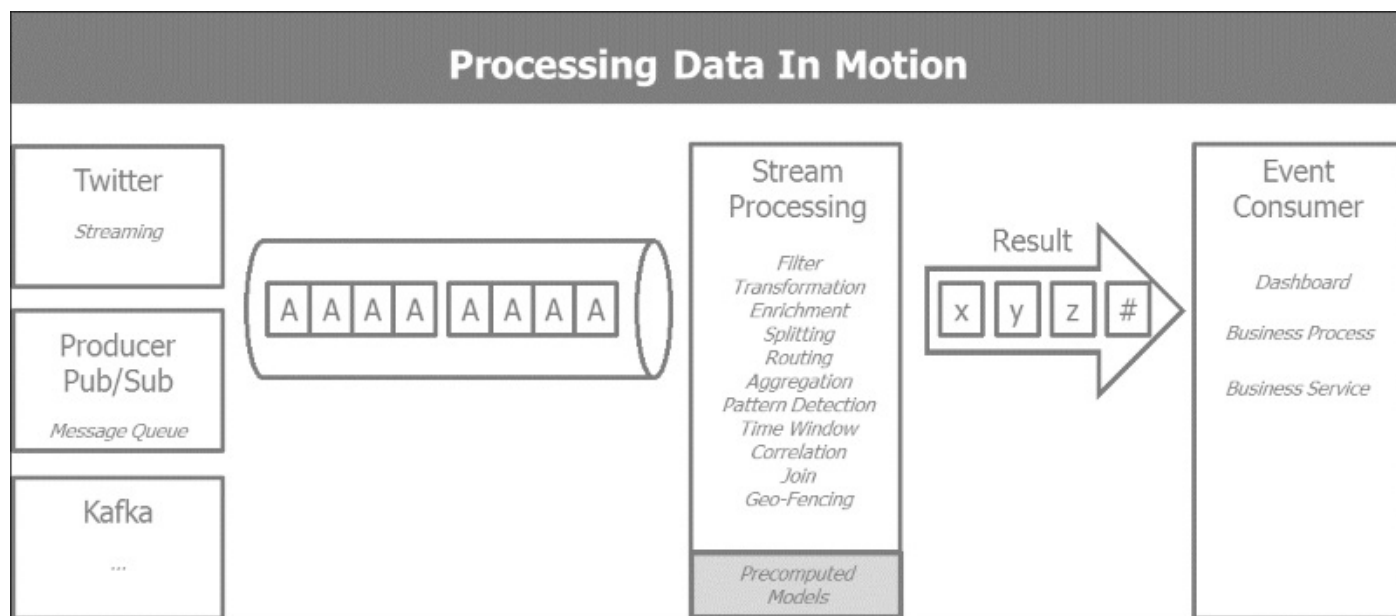 Processing Data In Motion
Twitter
Streaming
Producer
Pub/Sub
Message Queue
Kafka
...
A A A A A A A A
Stream
Processing
Filter
Transformation
Enrichment
Splitting
Routing
Aggregation
Pattern Detection
Time Window
Correlation
Join
Geo-Fencing
Precomputed
Models
Result
x y z #
Event
Consumer
Dashboard
Business Process
Business Service